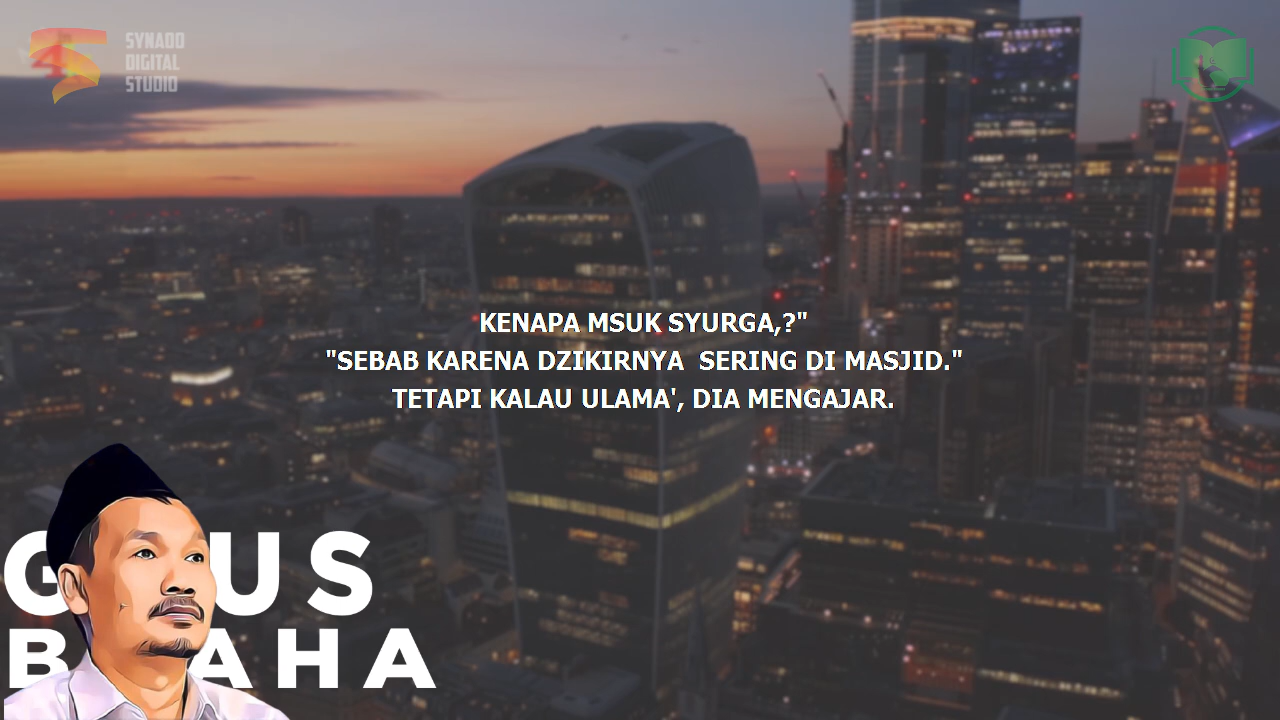 SYNADO
DIGITAL
STUDIO
KENAPA MSUK SYURGA,?"
"SEBAB KARENA DZIKIRNYA  SERING DI MASJID."
TETAPI KALAU ULAMA', DIA MENGAJAR.
GUS
BAHA